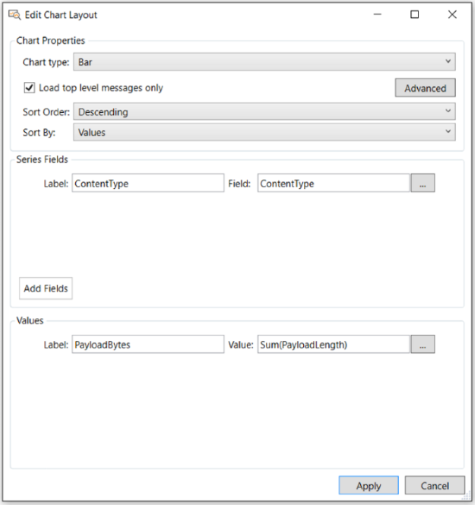 Edit Chart Layout
Chart Properties
Chart type: Bar
Load top level messages only Advanced
Sort Order: Descending
Sort By: Values
Series Fields
Label: ContentType Field: ContentType ...
Add Fields
Values
Label: PayloadBytes Value: Sum(PayloadLength) ...
Apply Cancel